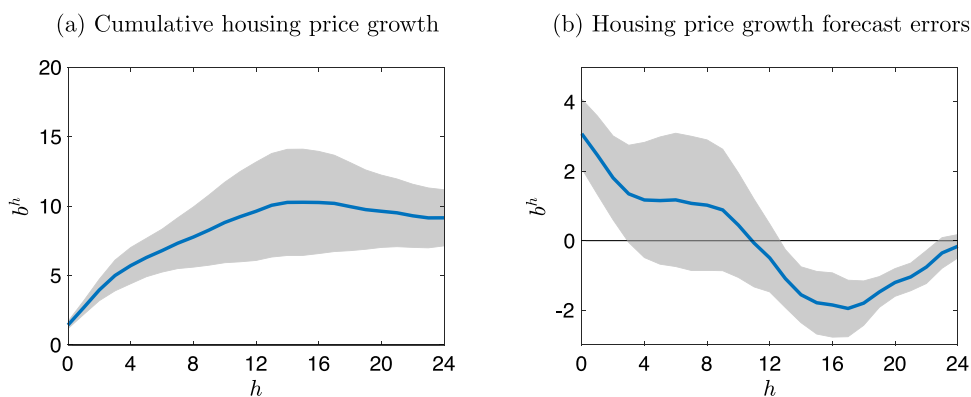 (a) Cumulative housing price growth
20
15
10
5
0
b^h
0 4 8 12 16 20 24
h
(b) Housing price growth forecast errors
4
2
0
-2
b^h
0 4 8 12 16 20 24
h